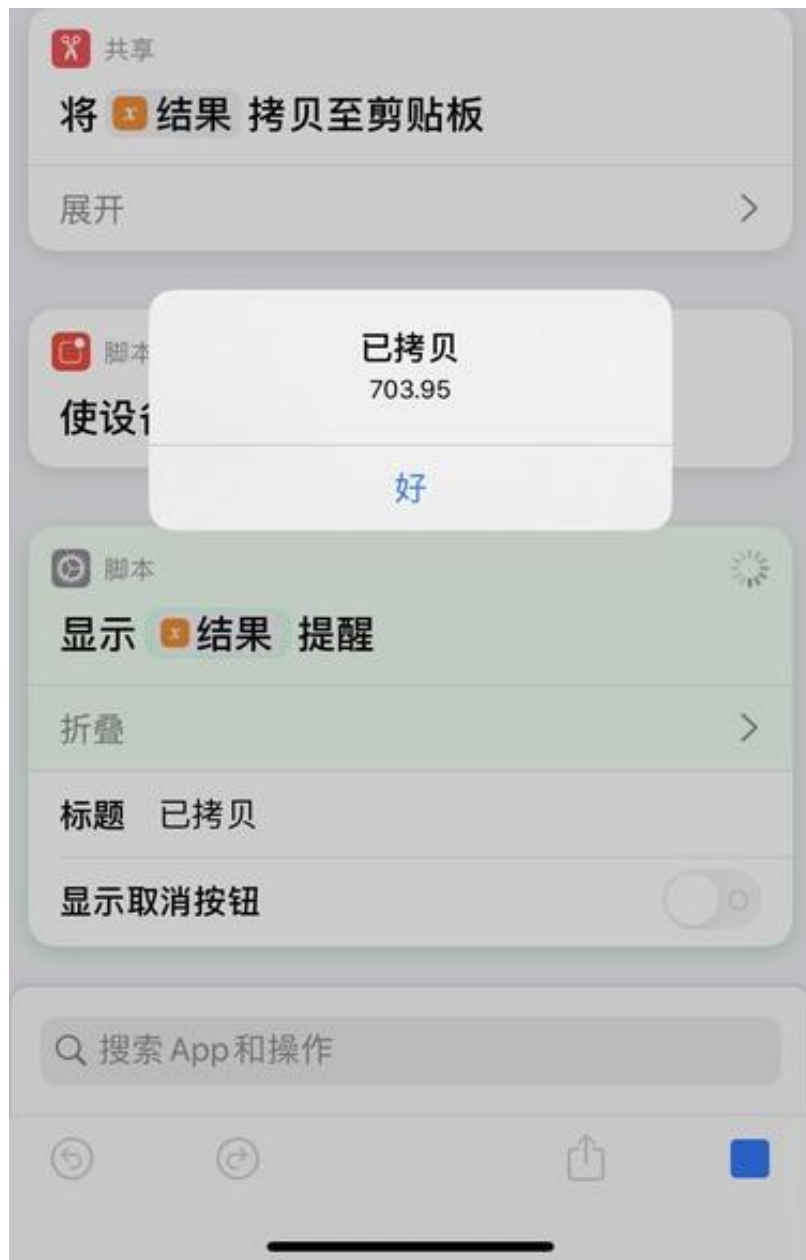 共享
将 x 结果 拷贝至剪贴板
展开
脚本
已拷贝
703.95
使设
好
脚本
显示 x 结果 提醒
折叠
标题 已拷贝
显示取消按钮
搜索App和操作